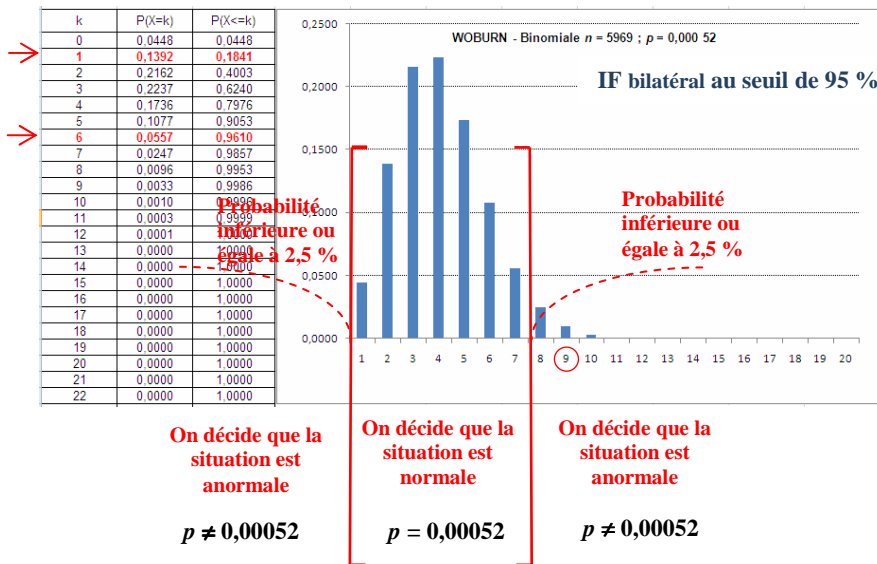 k P(X=k) P(X<=k)
0 0,0448 0,0448
1 0,1392 0,1841
2 0,2162 0,4003
3 0,2237 0,6240
4 0,1736 0,7976
5 0,1077 0,9053
6 0,0557 0,9610
7 0,0247 0,9857
8 0,0096 0,9953
9 0,0033 0,9986
10 0,0010 0,9996
11 0,0003 0,9999
12 0,0001 1,0000
13 0,0000 1,0000
14 0,0000 1,0000
15 0,0000 1,0000
16 0,0000 1,0000
17 0,0000 1,0000
18 0,0000 1,0000
19 0,0000 1,0000
20 0,0000 1,0000
21 0,0000 1,0000
22 0,0000 1,0000
Probabilité
inférieure ou
égale à 2,5 %
WOBURN - Binomiale n = 5969 ; p = 0,000 52
IF bilatéral au seuil de 95 %
0,2500
0,2000
0,1500
0,1000
0,0500
0,0000
Probabilité
inférieure ou
égale à 2,5 %
1 2 3 4 5 6 7 8 9 10 11 12 13 14 15 16 17 18 19 20
On décide que la
situation est
anormale
p ≠ 0,00052
On décide que la
situation est
normale
p = 0,00052
On décide que la
situation est
anormale
p ≠ 0,00052